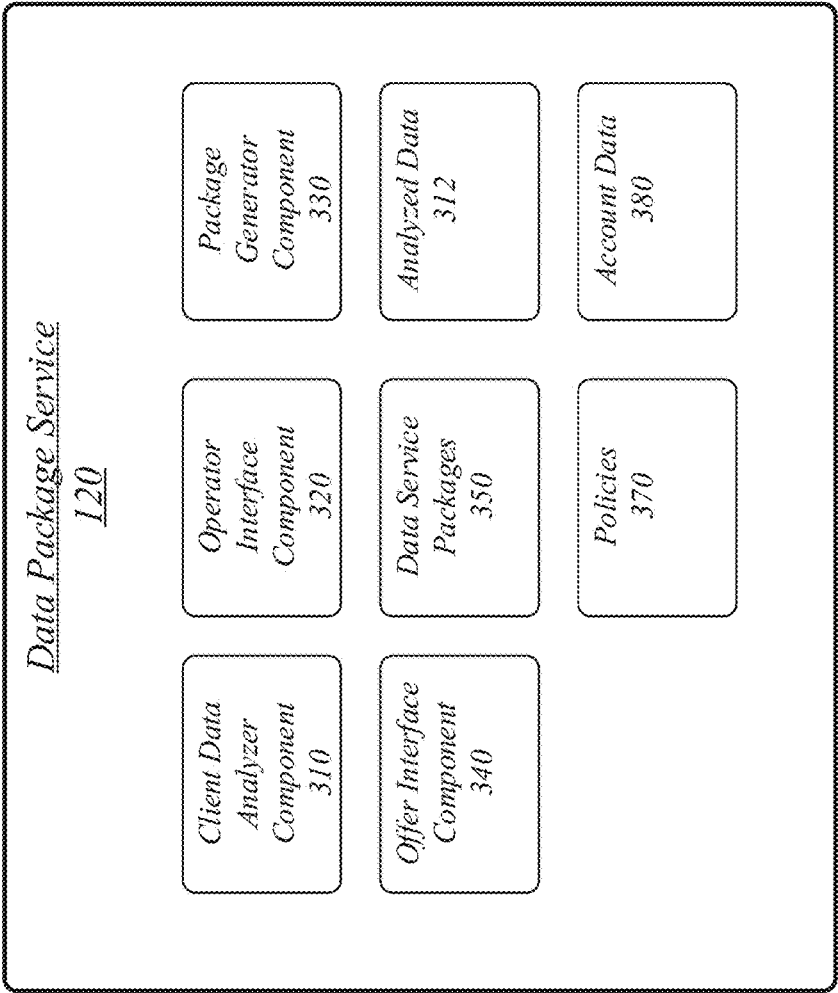 Data Package Service
120
Client Data
Analyzer
Component
310
Operator
Interface
Component
320
Package
Generator
Component
330
Offer Interface
Component
340
Data Service
Packages
350
Analyzed Data
312
Policies
370
Account Data
380